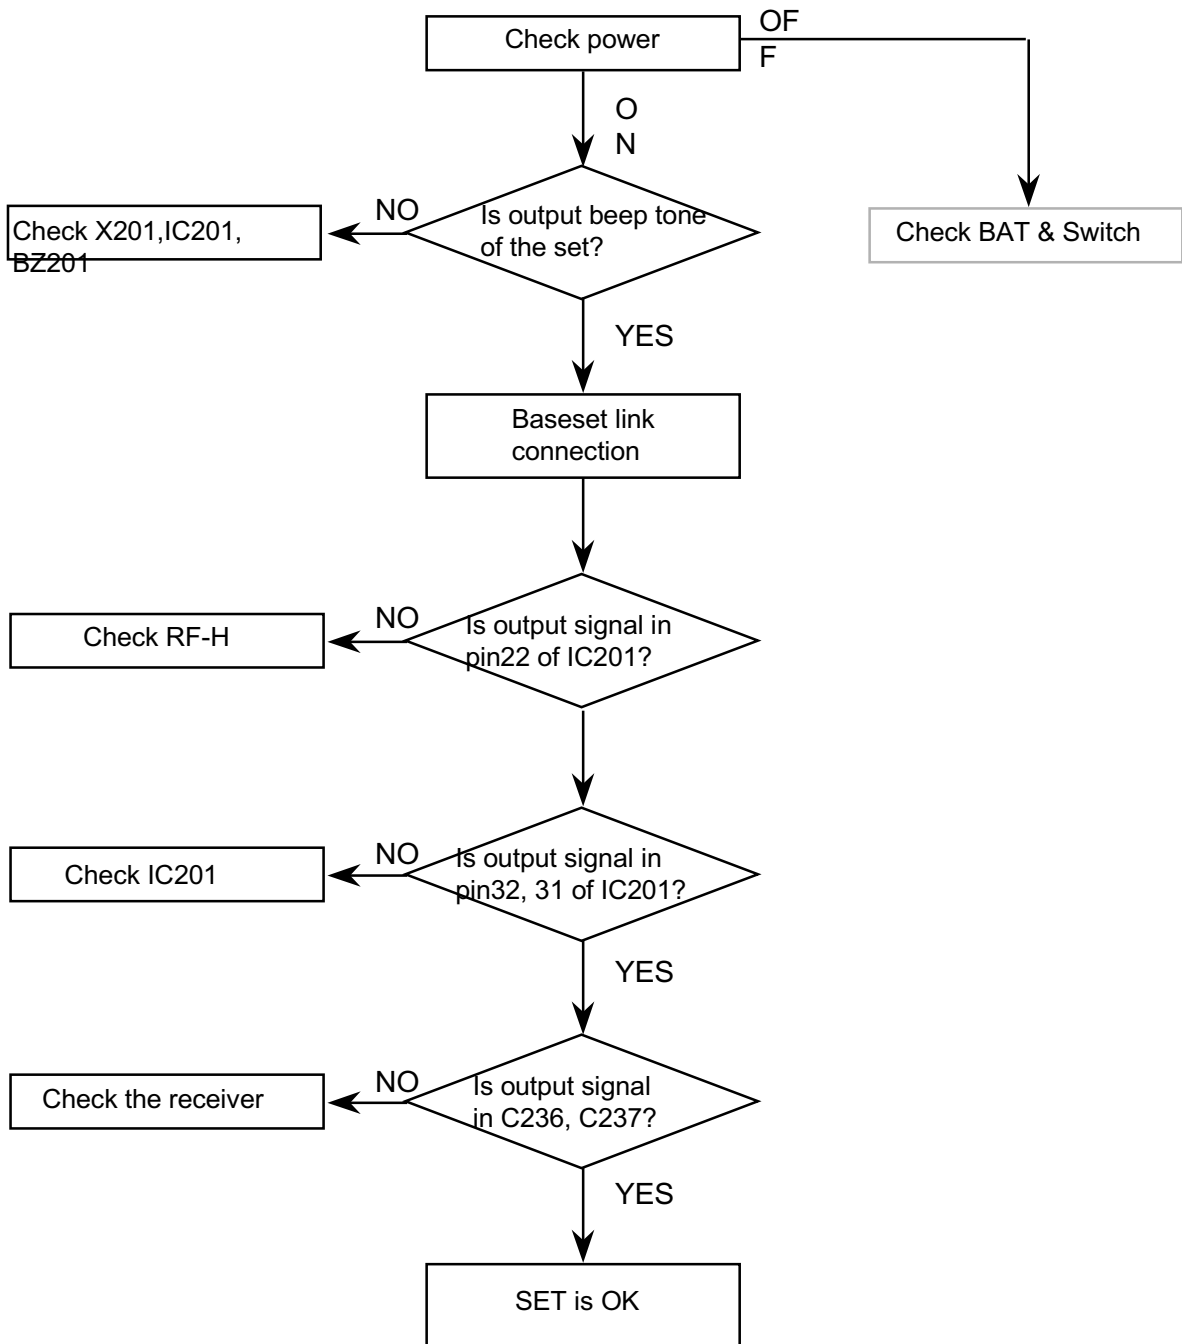 Check power
OF
F
O
N
NO
Is output beep tone
of the set?
Check X201,IC201,
BZ201
Check BAT & Switch
YES
Baseset link
connection
NO
Is output signal in
pin22 of IC201?
Check RF-H
NO
Is output signal in
pin32, 31 of IC201?
Check IC201
YES
NO
Is output signal
in C236, C237?
Check the receiver
YES
SET is OK